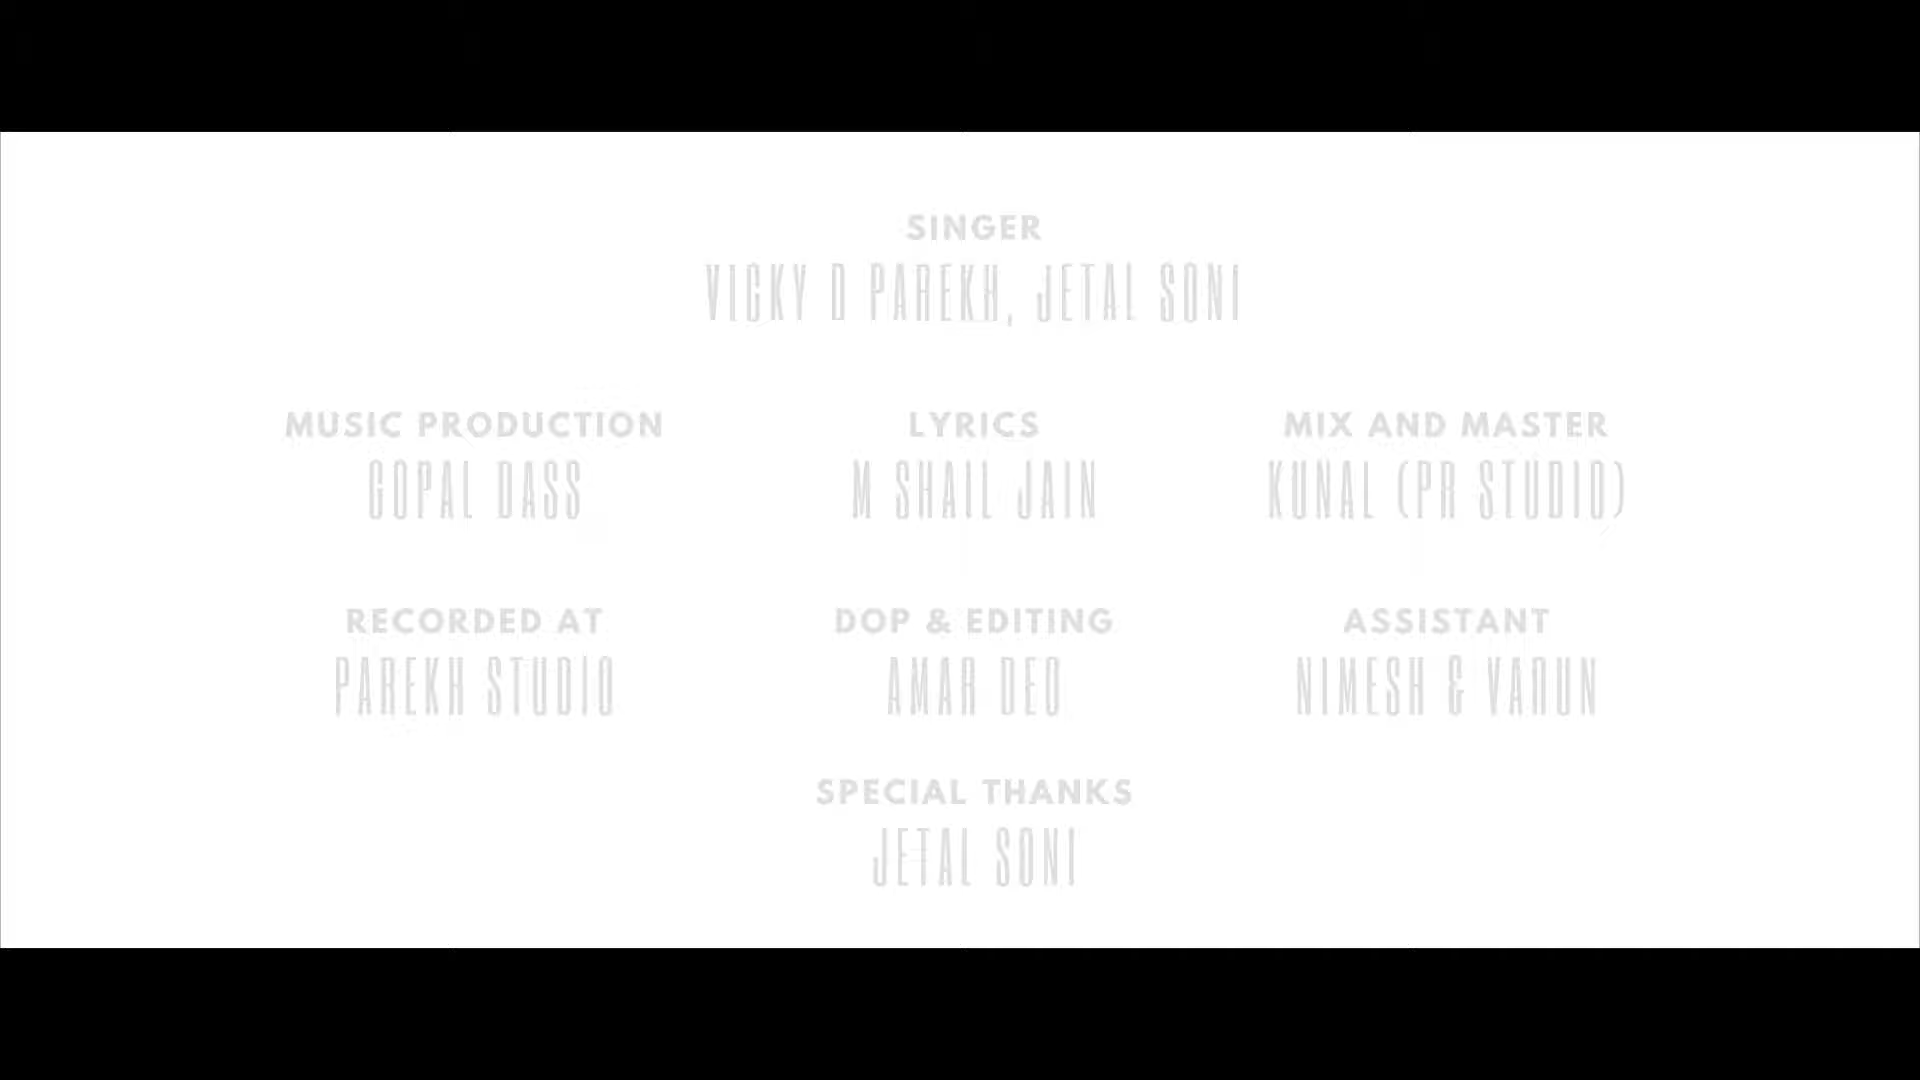 SINGER
VICKY D PAREKH, JETAL SONI
MUSIC PRODUCTION
GOPAL DASS
LYRICS
M SHAIL JAIN
MIX AND MASTER
KUNAL (PR STUDIO)
RECORDED AT
PAREKH STUDIO
DOP & EDITING
AMAR DEO
ASSISTANT
NIMESH & VARUN
SPECIAL THANKS
JETAL SONI